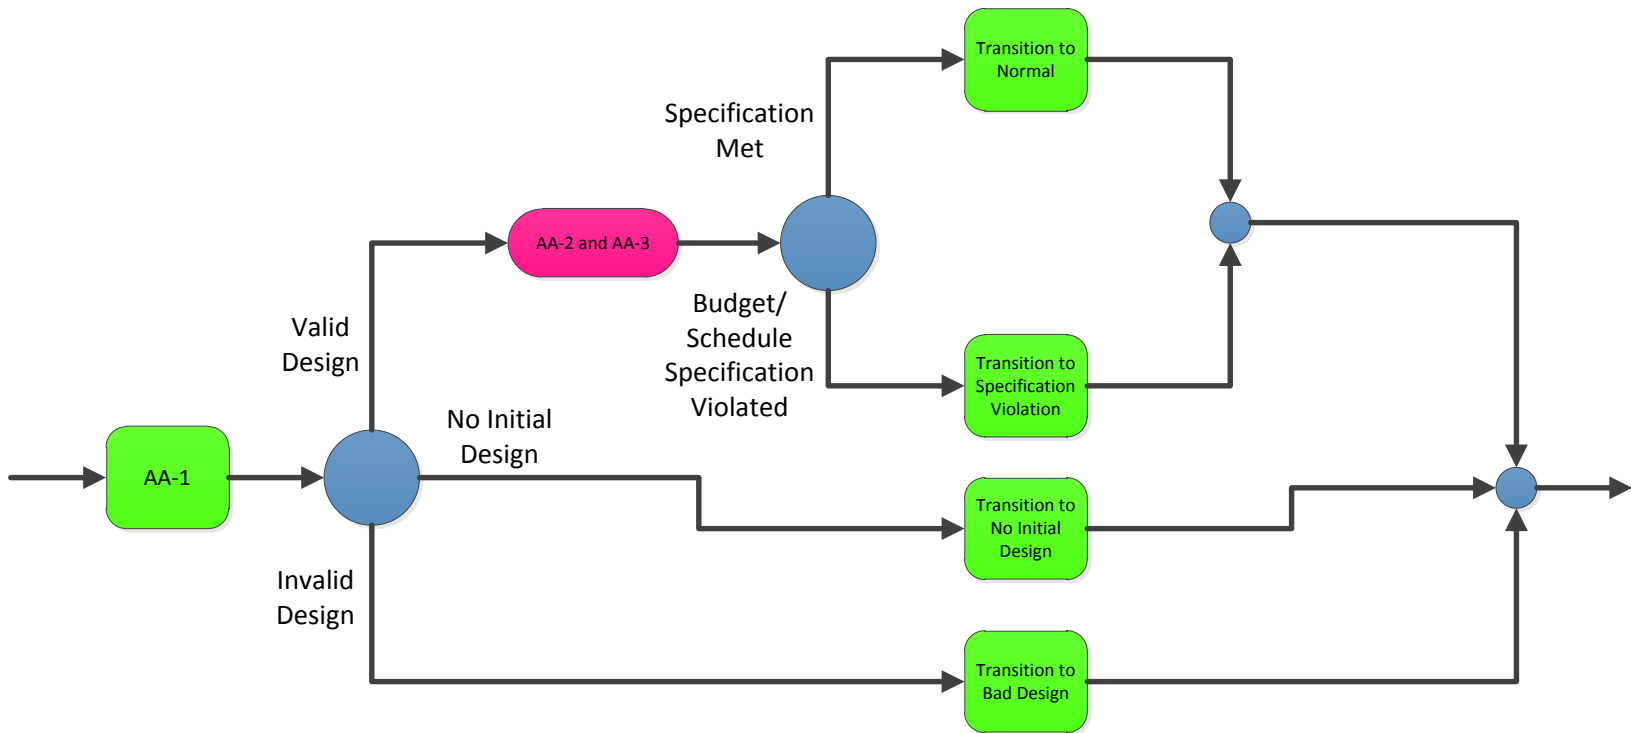 Transition to
Normal
Specification
Met
AA-2 and AA-3
Budget/
Schedule
Specification
Violated
Valid
Design
Transition to
Specification
Violation
No Initial
Design
AA-1
Transition to
No Initial
Design
Invalid
Design
Transition to
Bad Design